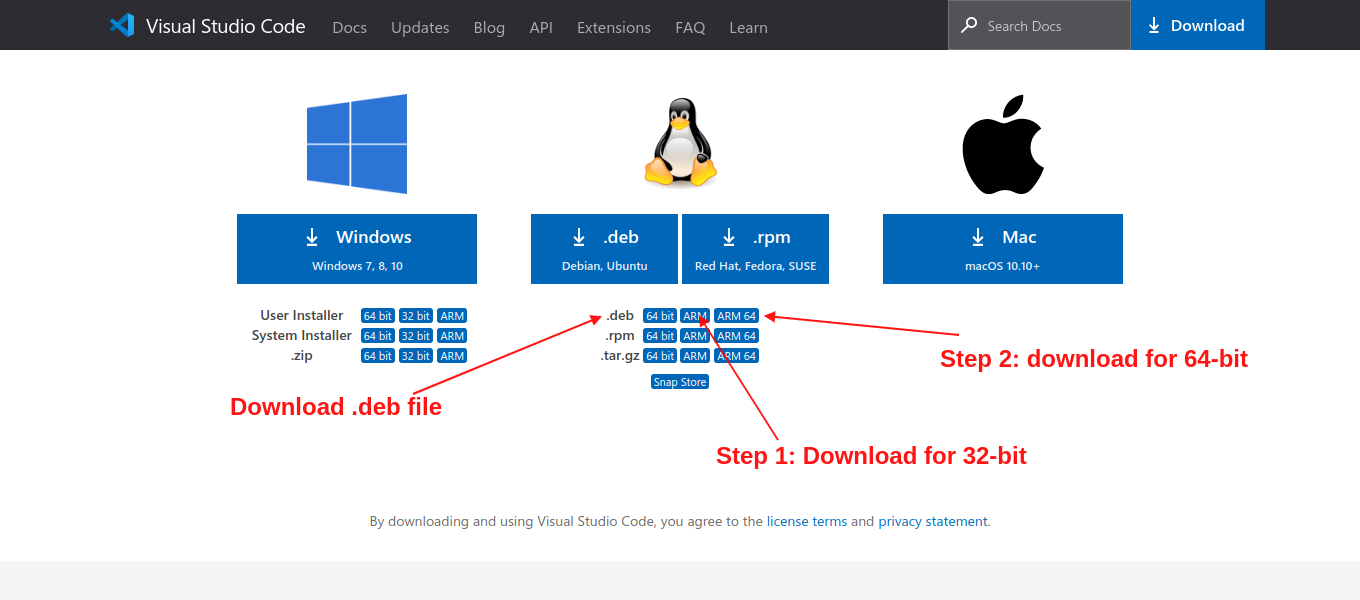 Visual Studio Code Docs Updates Blog API Extensions FAQ Learn Search Docs Download
Windows
Windows 7, 8, 10
.deb
Debian, Ubuntu
.rpm
Red Hat, Fedora, SUSE
Mac
macOS 10.10+
User Installer 64 bit 32 bit ARM
System Installer 64 bit 32 bit ARM
.zip 64 bit 32 bit ARM
.deb 64 bit ARM ARM 64
.rpm 64 bit ARM ARM 64
.tar.gz 64 bit ARM ARM 64
Snap Store
Step 2: download for 64-bit
Download .deb file
Step 1: Download for 32-bit
By downloading and using Visual Studio Code, you agree to the license terms and privacy statement.